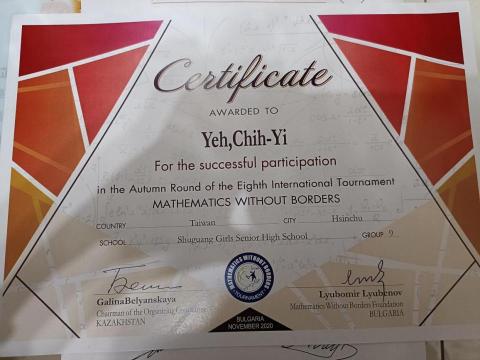 Certificate
AWARDED TO
Yeh,Chih-Yi
For the successful participation
in the Autumn Round of the Eighth International Tournament
MATHEMATICS WITHOUT BORDERS
COUNTRY Taiwan CITY Hsinchu
SCHOOL Shuguang Girls Senior High School GROUP 9
GalinaBelyanskaya
Chairman of the Organizing Committee
KAZAKHSTAN
MATHEMATICS WITHOUT BORDERS
TOURNAMENT
BULGARIA
NOVEMBER 2020
Lyubomir Lyubenov
Mathematics Without Borders Foundation
BULGARIA